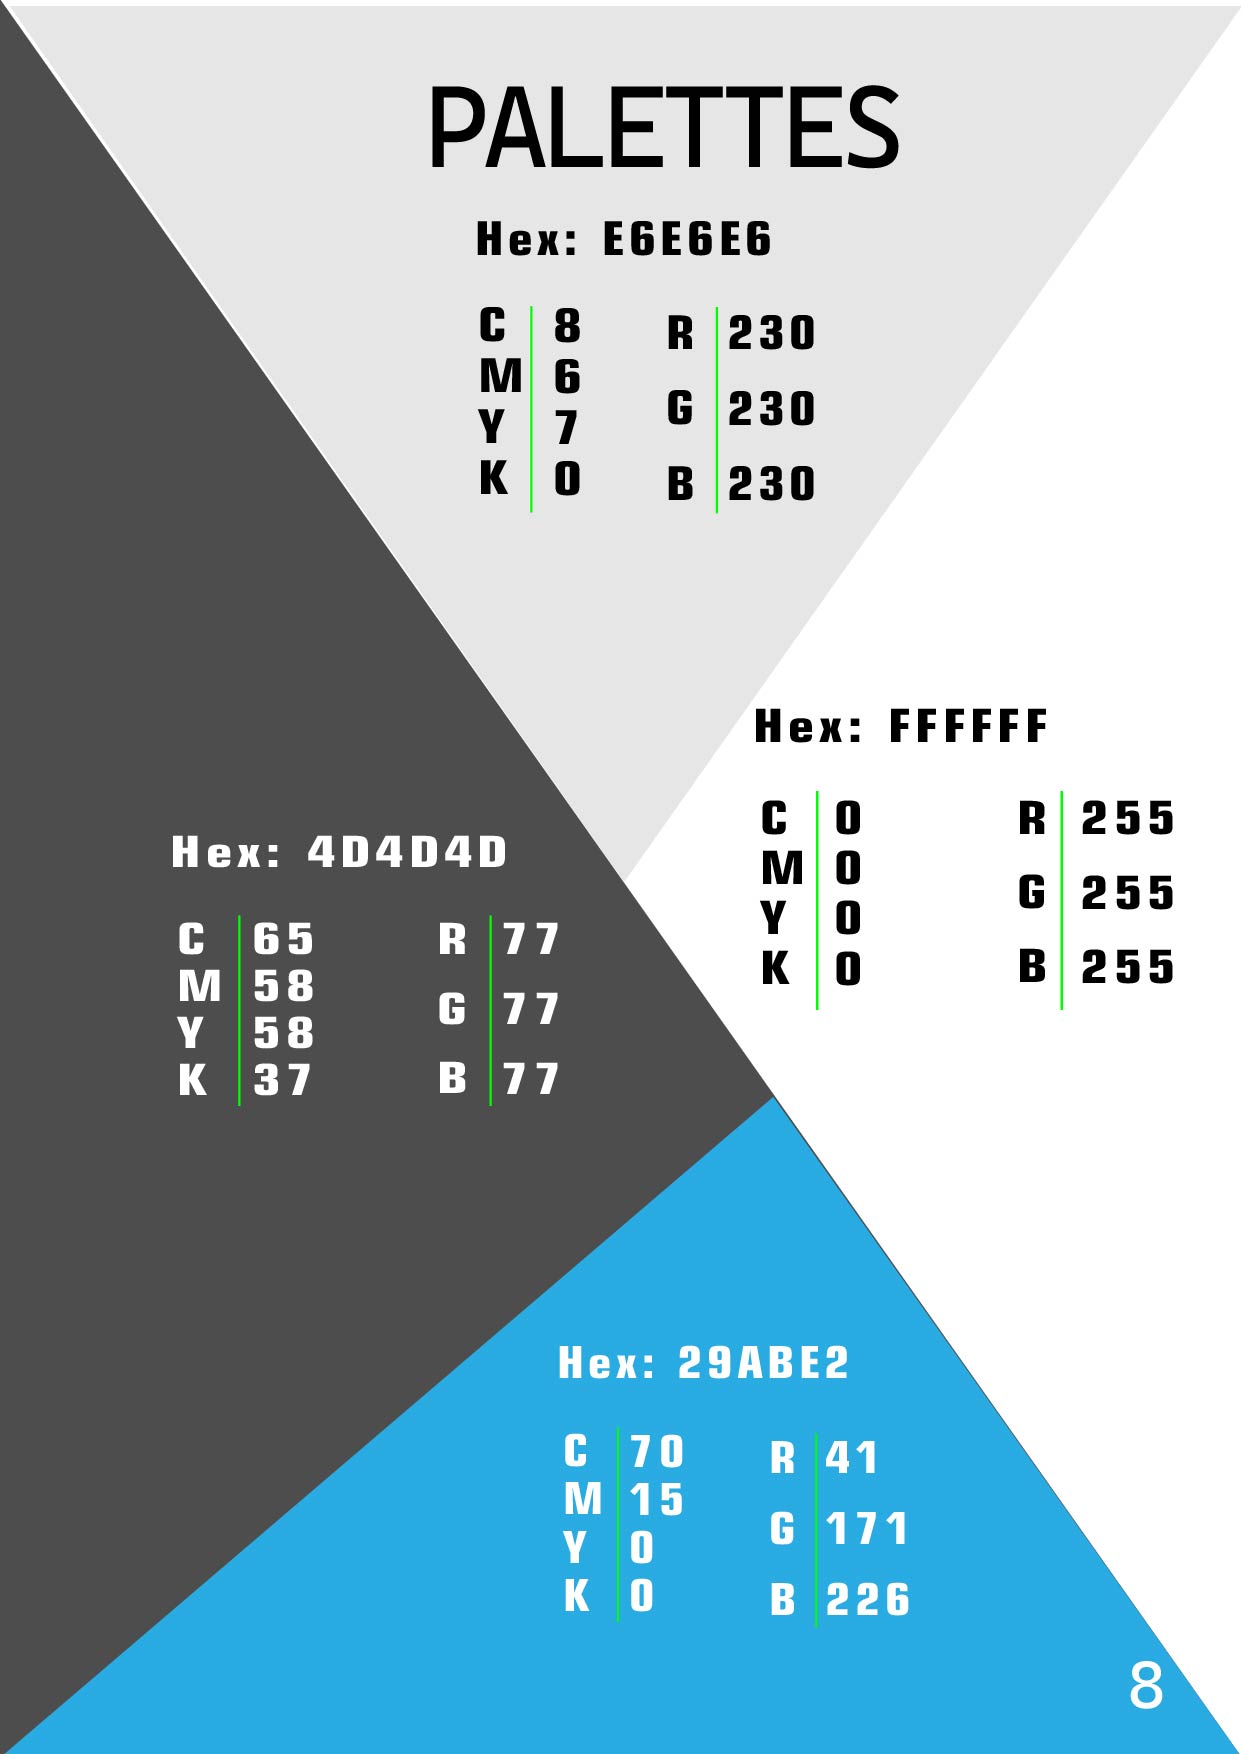 PALETTES
Hex: E6E6E6
C 8
M 6
Y 7
K 0
R 230
G 230
B 230
Hex: FFFFFF
C 0
M 0
Y 0
K 0
R 255
G 255
B 255
Hex: 4D4D4D
C 65
M 58
Y 58
K 37
R 77
G 77
B 77
Hex: 29ABE2
C 70
M 15
Y 0
K 0
R 41
G 171
B 226
8